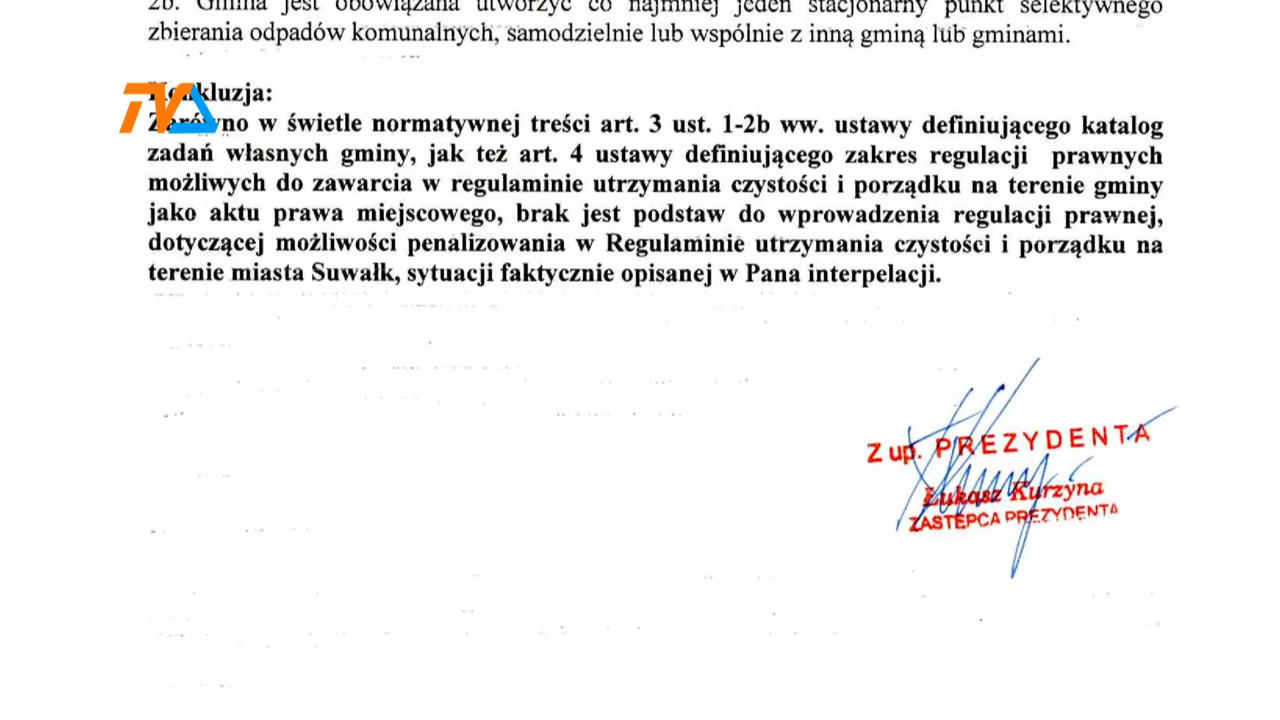 2b. Gmina jest obowiązana utworzyć co najmniej jeden stacjonarny punkt selektywnego
zbierania odpadów komunalnych, samodzielnie lub wspólnie z inną gminą lub gminami.
TVA
Konkluzja:
Zarówno w świetle normatywnej treści art. 3 ust. 1-2b ww. ustawy definiującego katalog
zadań własnych gminy, jak też art. 4 ustawy definiującego zakres regulacji prawnych
możliwych do zawarcia w regulaminie utrzymania czystości i porządku na terenie gminy
jako aktu prawa miejscowego, brak jest podstaw do wprowadzenia regulacji prawnej,
dotyczącej możliwości penalizowania w Regulaminie utrzymania czystości i porządku na
terenie miasta Suwałk, sytuacji faktycznie opisanej w Pana interpelacji.
Z up. PREZYDENTA
Łukasz Kurzyna
ZASTĘPCA PREZYDENTA